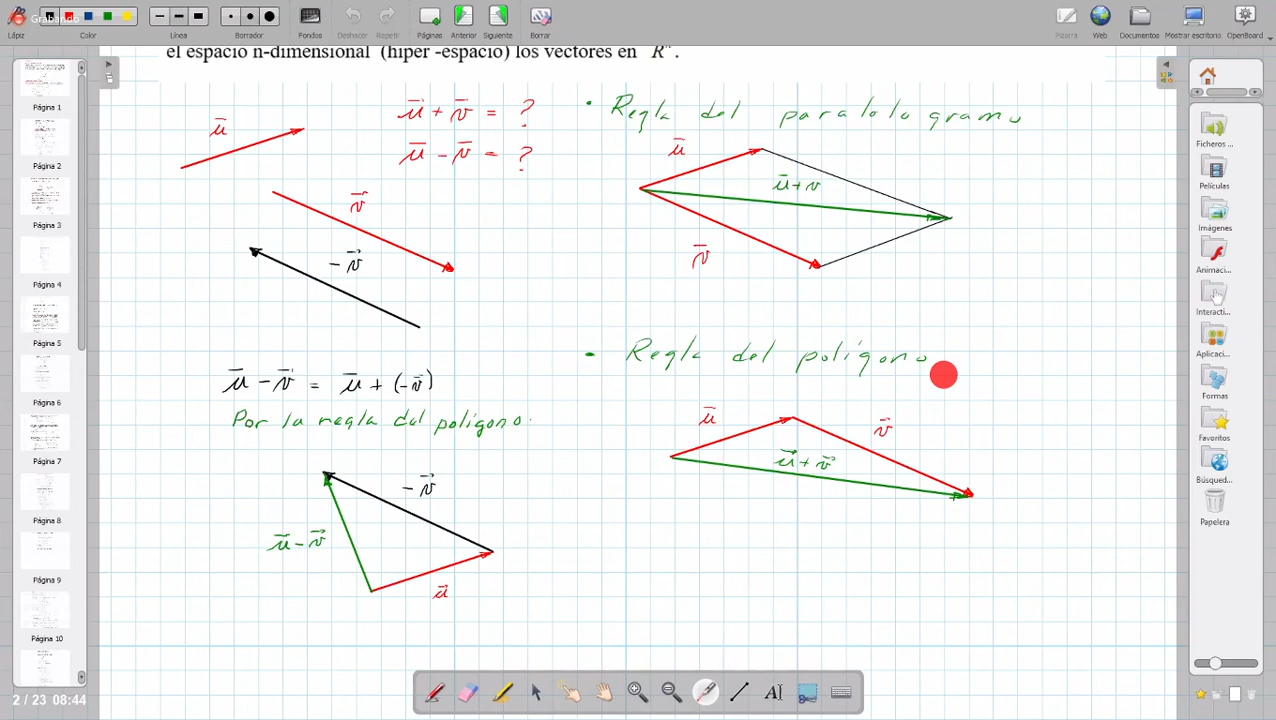 Grabando
Lápiz
Color
Borrador
Fondos
Deshacer
Rehacer
Páginas
Anterior
Siguiente
Borrar
Pizarra
Web
Documentos
Mostrar escritorio
OpenBoard
el espacio n-dimensional (hiper -espacio) los vectores en Rⁿ.
Página 1
Página 2
Página 3
Página 4
Página 5
Página 6
Página 7
Página 8
Página 9
Página 10
u
v
-v
u + v = ?
u - v = ?
• Regla del paralologramo
u
u+v
v
u - v = u + (-v)
Por la regla del polígono.
-v
u-v
u
• Regla del polígono
u
v
u+v
Ficheros ...
Películas
Imágenes
Animaci...
Interacti...
Aplicaci...
Formas
Favoritos
Búsqued...
Papelera
2 / 23 08:44